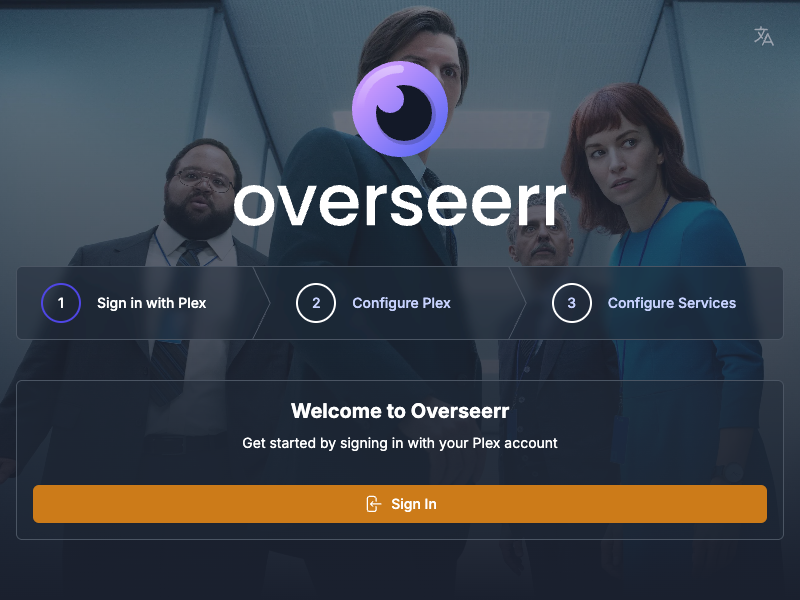 overseerr
1 Sign in with Plex
2 Configure Plex
3 Configure Services
Welcome to Overseerr
Get started by signing in with your Plex account
Sign In